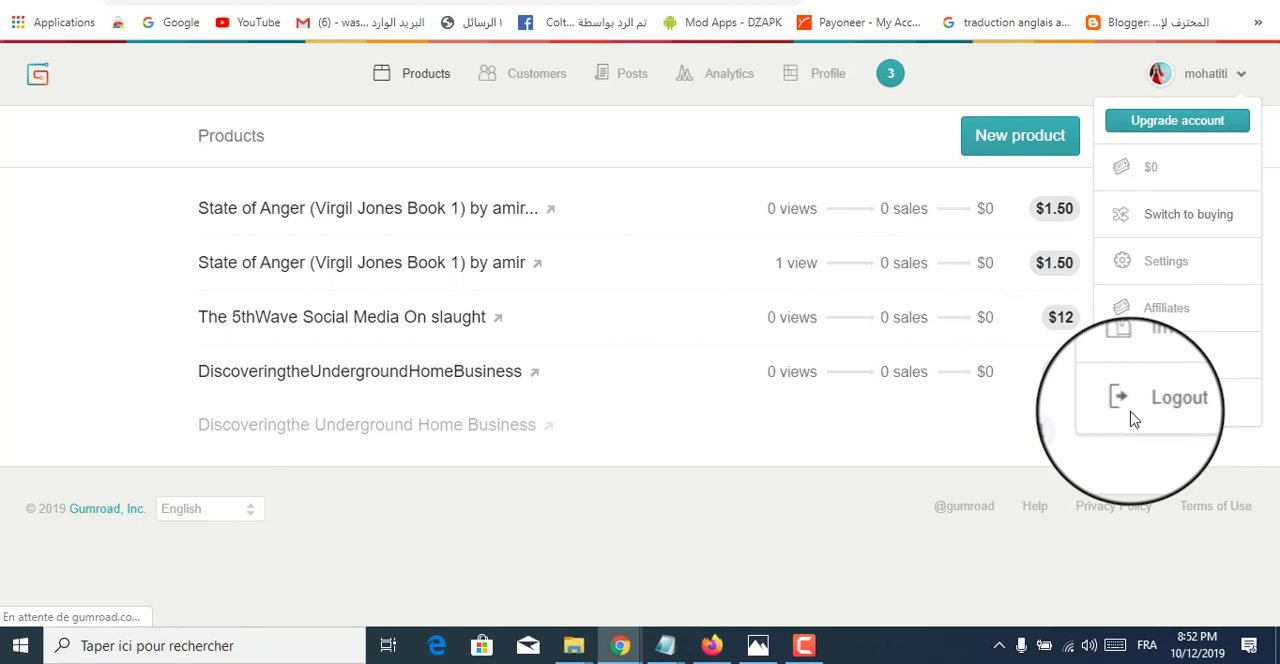 Applications Google YouTube (6) - was... البريد الوارد الرسائل ١ Colt... تم الرد بواسطة Mod Apps - DZAPK Payoneer - My Acc... traduction anglais a... Blogger: المحترف لإ... »
Products Customers Posts Analytics Profile 3 mohatiti
Upgrade account
Products New product
$0
State of Anger (Virgil Jones Book 1) by amir... 0 views 0 sales $0 $1.50
Switch to buying
State of Anger (Virgil Jones Book 1) by amir 1 view 0 sales $0 $1.50
Settings
The 5thWave Social Media On slaught 0 views 0 sales $0 $12
Affiliates
DiscoveringtheUndergroundHomeBusiness 0 views 0 sales $0
Logout
Discovering the Underground Home Business
© 2019 Gumroad, Inc. English @gumroad Help Privacy Policy Terms of Use
En attente de gumroad.co...
Taper ici pour rechercher FRA 8:52 PM
10/12/2019